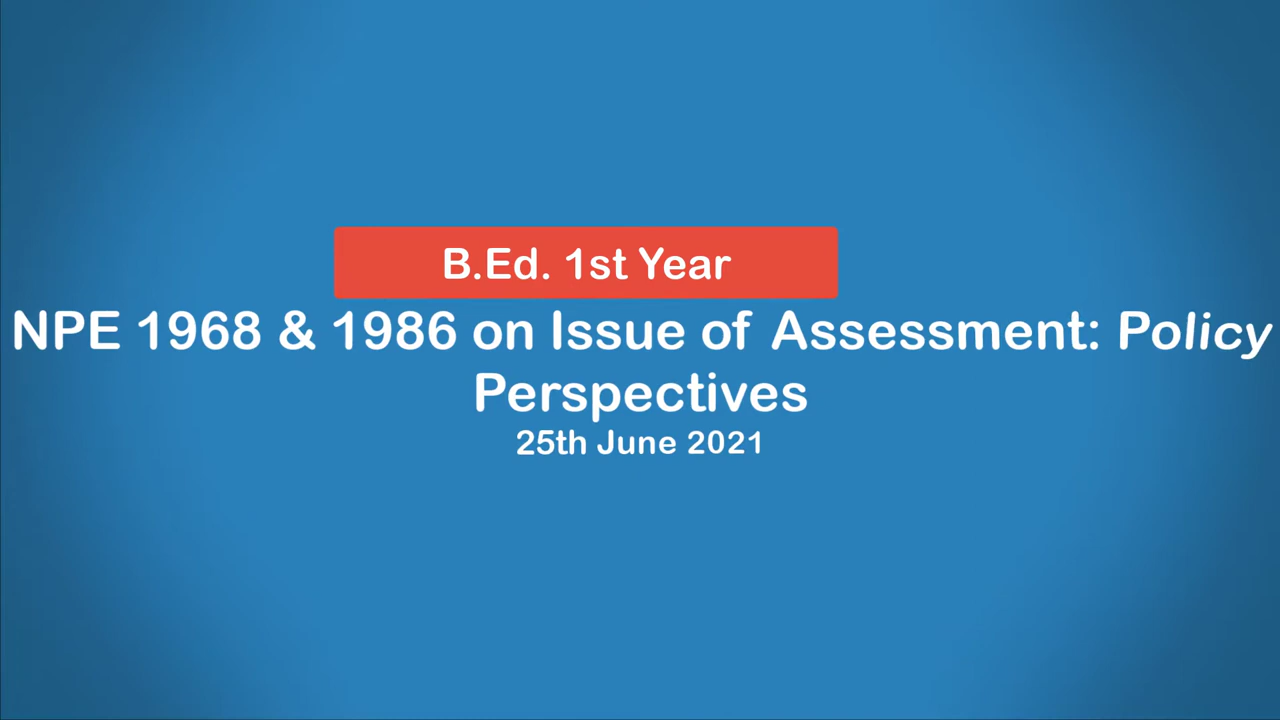 B.Ed. 1st Year
NPE 1968 & 1986 on Issue of Assessment: Policy
Perspectives
25th June 2021